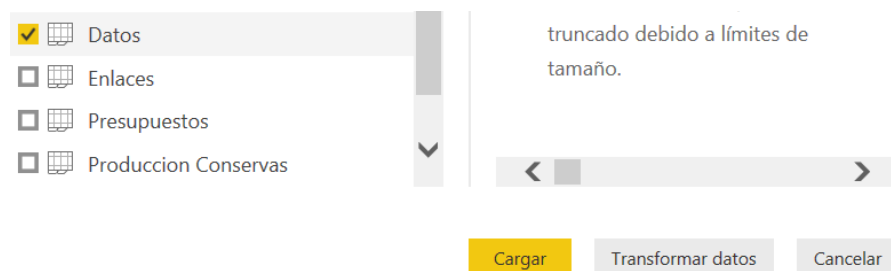 Datos
Enlaces
Presupuestos
Produccion Conservas
truncado debido a límites de
tamaño.
Cargar
Transformar datos
Cancelar